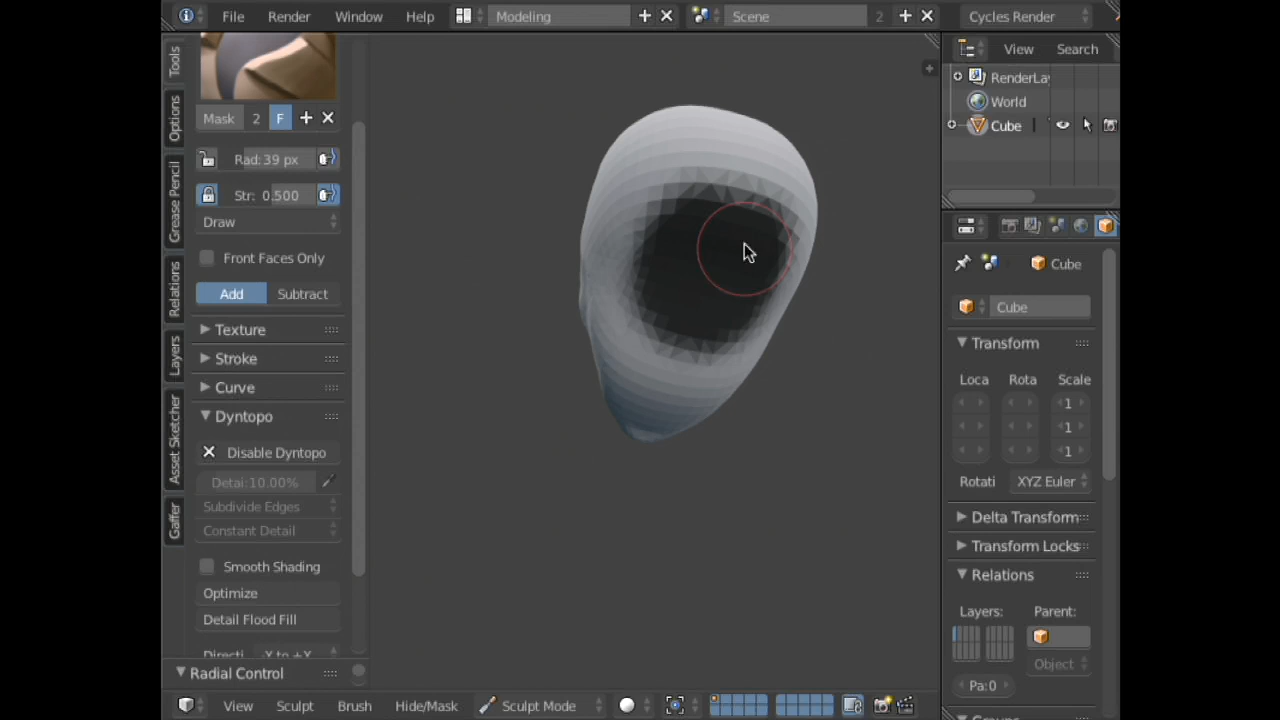 File Render Window Help Modeling Scene 2 Cycles Render
Tools
Options
Grease Pencil
Relations
Layers
Asset Sketcher
Gaffer
Mask 2 F
Rad: 39 px
Str: 0.500
Draw
Front Faces Only
Add Subtract
Texture
Stroke
Curve
Dyntopo
Disable Dyntopo
Detai:10.00%
Subdivide Edges
Constant Detail
Smooth Shading
Optimize
Detail Flood Fill
Directi -X to +X
Radial Control
View Sculpt Brush Hide/Mask Sculpt Mode
View Search
RenderLay
World
Cube
Cube
Cube
Transform
Loca Rota Scale
1
1
1
Rotati XYZ Euler
Delta Transform
Transform Locks
Relations
Layers: Parent:
Object
Pa:0